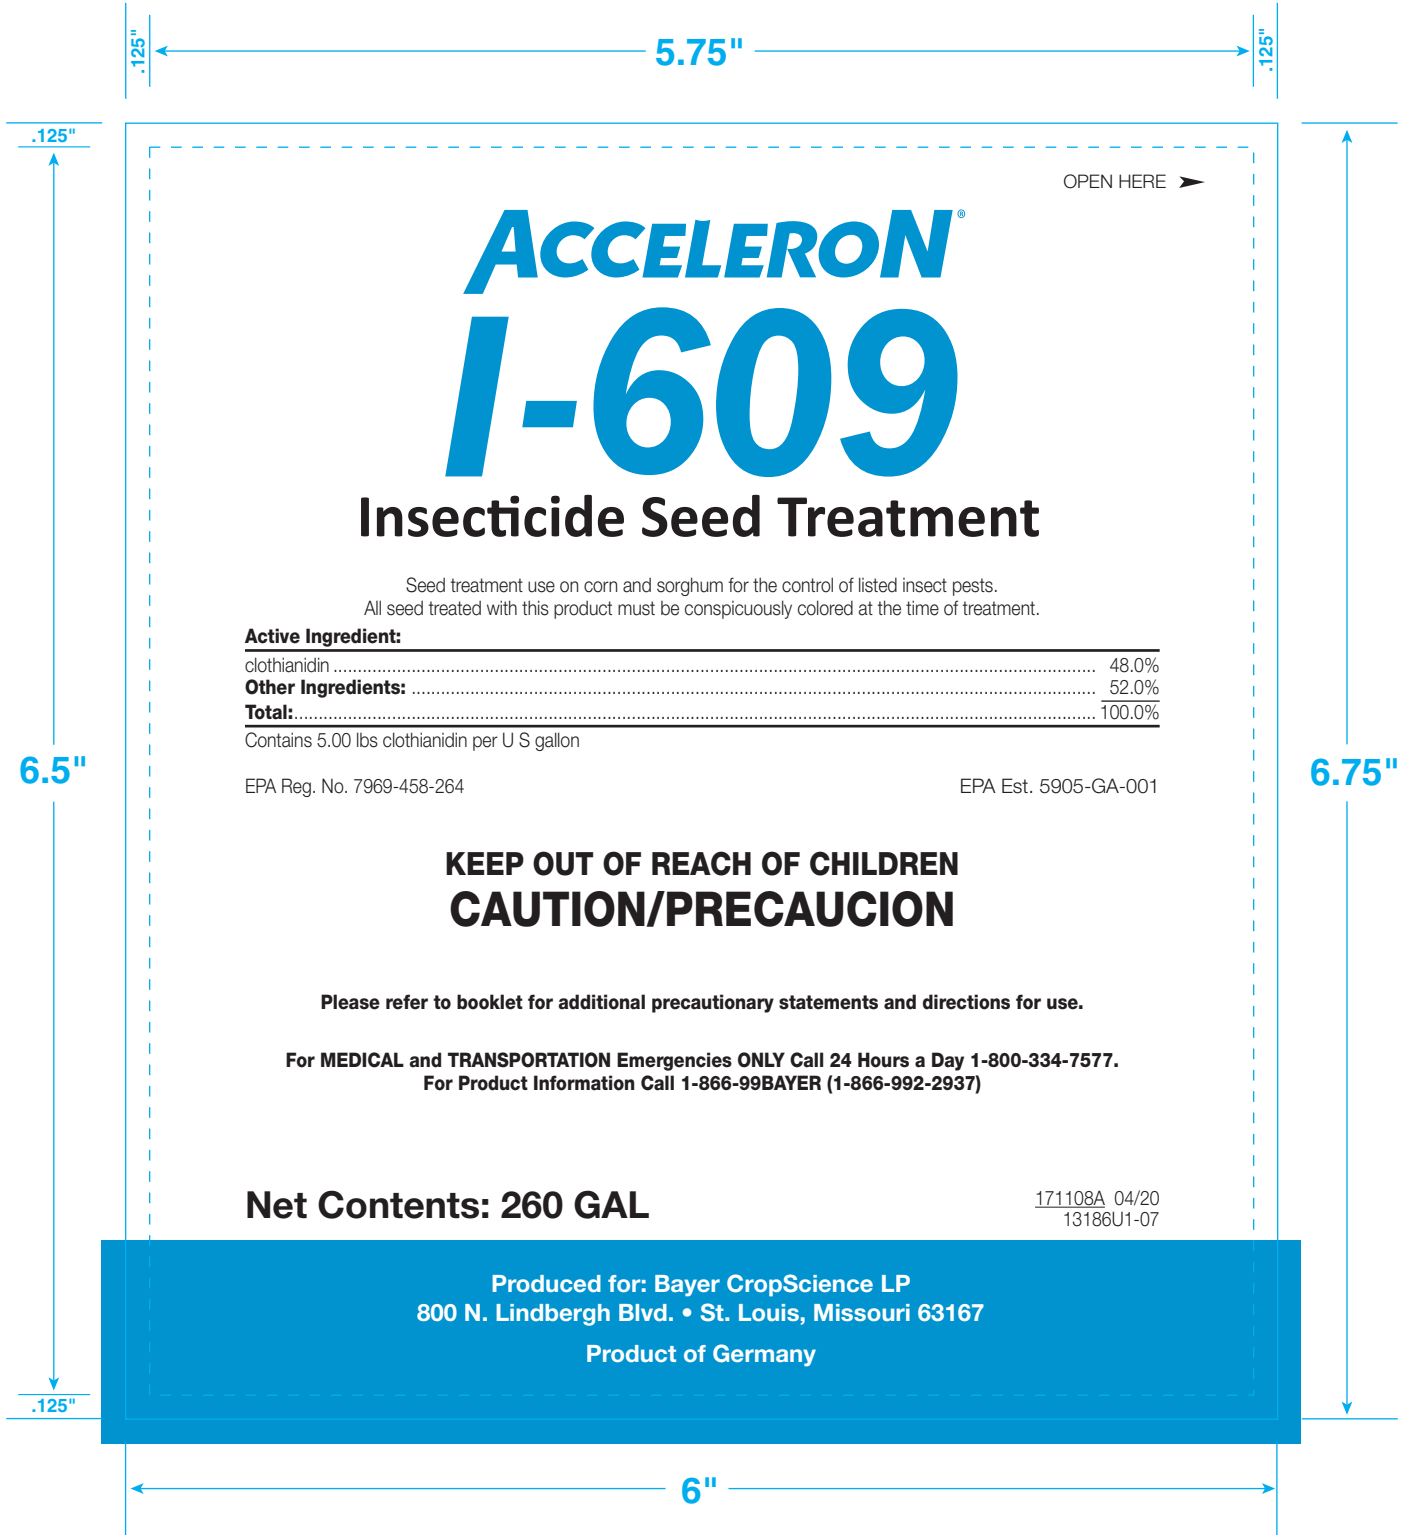 .125"
5.75"
.125"
.125"
OPEN HERE
ACCELERON®
I-609
Insecticide Seed Treatment
Seed treatment use on corn and sorghum for the control of listed insect pests.
All seed treated with this product must be conspicuously colored at the time of treatment.
Active Ingredient:
clothianidin ........ 48.0%
Other Ingredients: ........ 52.0%
Total: ........ 100.0%
Contains 5.00 lbs clothianidin per U S gallon
6.5"
6.75"
EPA Reg. No. 7969-458-264 EPA Est. 5905-GA-001
KEEP OUT OF REACH OF CHILDREN
CAUTION/PRECAUCION
Please refer to booklet for additional precautionary statements and directions for use.
For MEDICAL and TRANSPORTATION Emergencies ONLY Call 24 Hours a Day 1-800-334-7577.
For Product Information Call 1-866-99BAYER (1-866-992-2937)
Net Contents: 260 GAL
171108A 04/20
13186U1-07
Produced for: Bayer CropScience LP
800 N. Lindbergh Blvd. • St. Louis, Missouri 63167
Product of Germany
.125"
6"